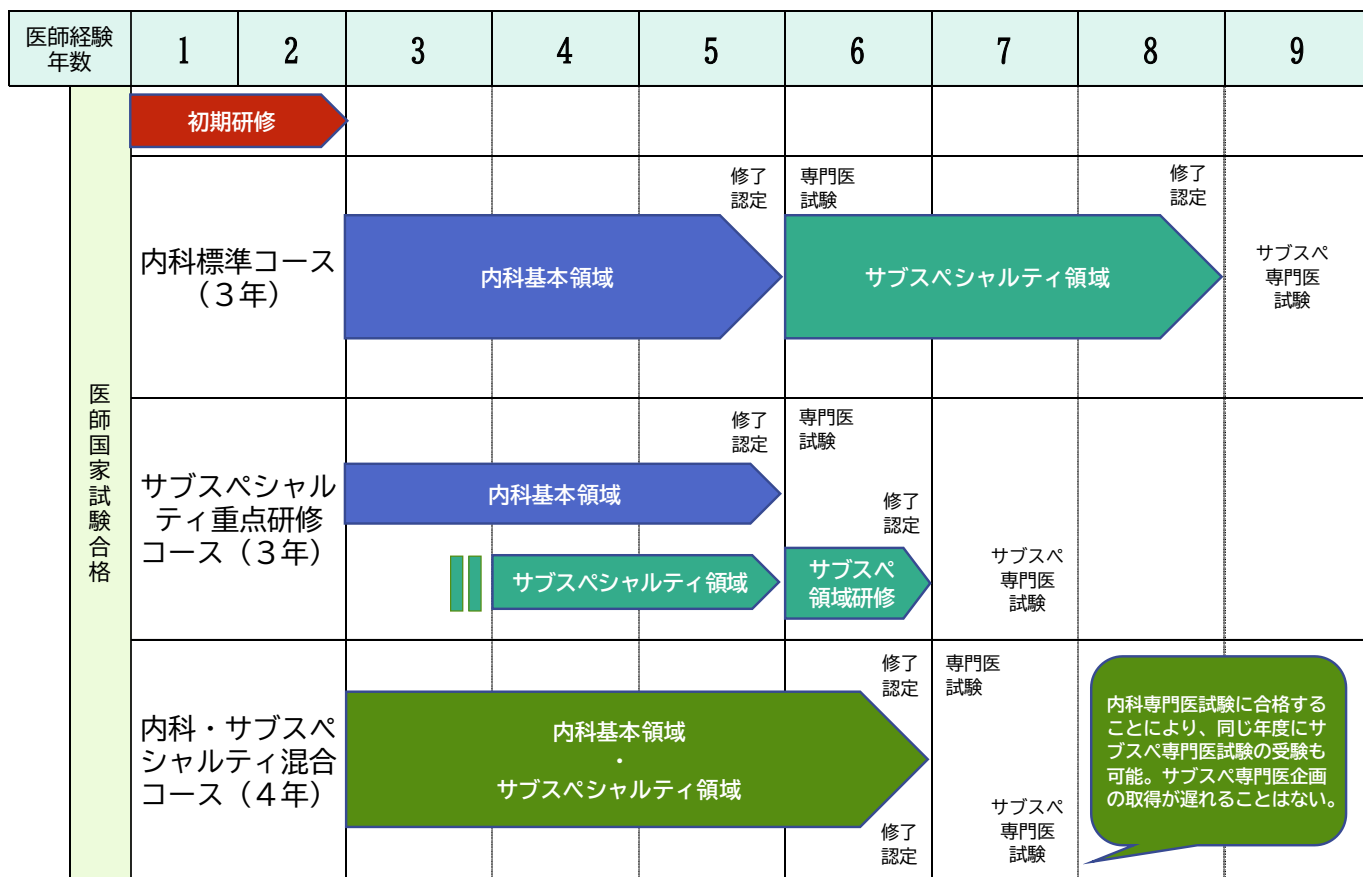 医師経験
年数
1
2
3
4
5
6
7
8
9
医師国家試験合格
初期研修
内科標準コース
（３年）
修了
認定
専門医
試験
修了
認定
内科基本領域
サブスペシャルティ領域
サブスペ
専門医
試験
サブスペシャル
ティ重点研修
コース（３年）
修了
認定
専門医
試験
内科基本領域
修了
認定
サブスペシャルティ領域
サブスペ
領域研修
サブスペ
専門医
試験
内科・サブスペ
シャルティ混合
コース（４年）
修了
認定
専門医
試験
内科基本領域
・
サブスペシャルティ領域
修了
認定
サブスペ
専門医
試験
内科専門医試験に合格する
ことにより、同じ年度にサ
ブスペ専門医試験の受験も
可能。サブスペ専門医企画
の取得が遅れることはない。